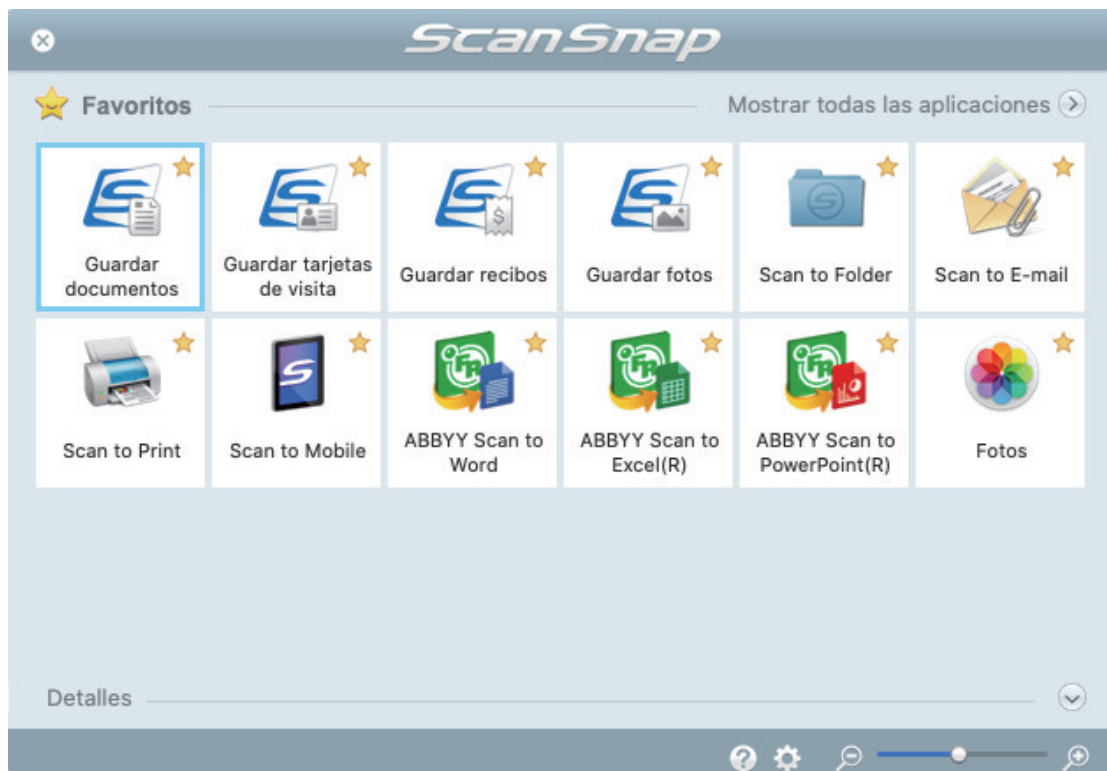 ScanSnap
Favoritos
Mostrar todas las aplicaciones
Guardar
documentos
Guardar tarjetas
de visita
Guardar recibos
Guardar fotos
Scan to Folder
Scan to E-mail
Scan to Print
Scan to Mobile
ABBYY Scan to
Word
ABBYY Scan to
Excel(R)
ABBYY Scan to
PowerPoint(R)
Fotos
Detalles